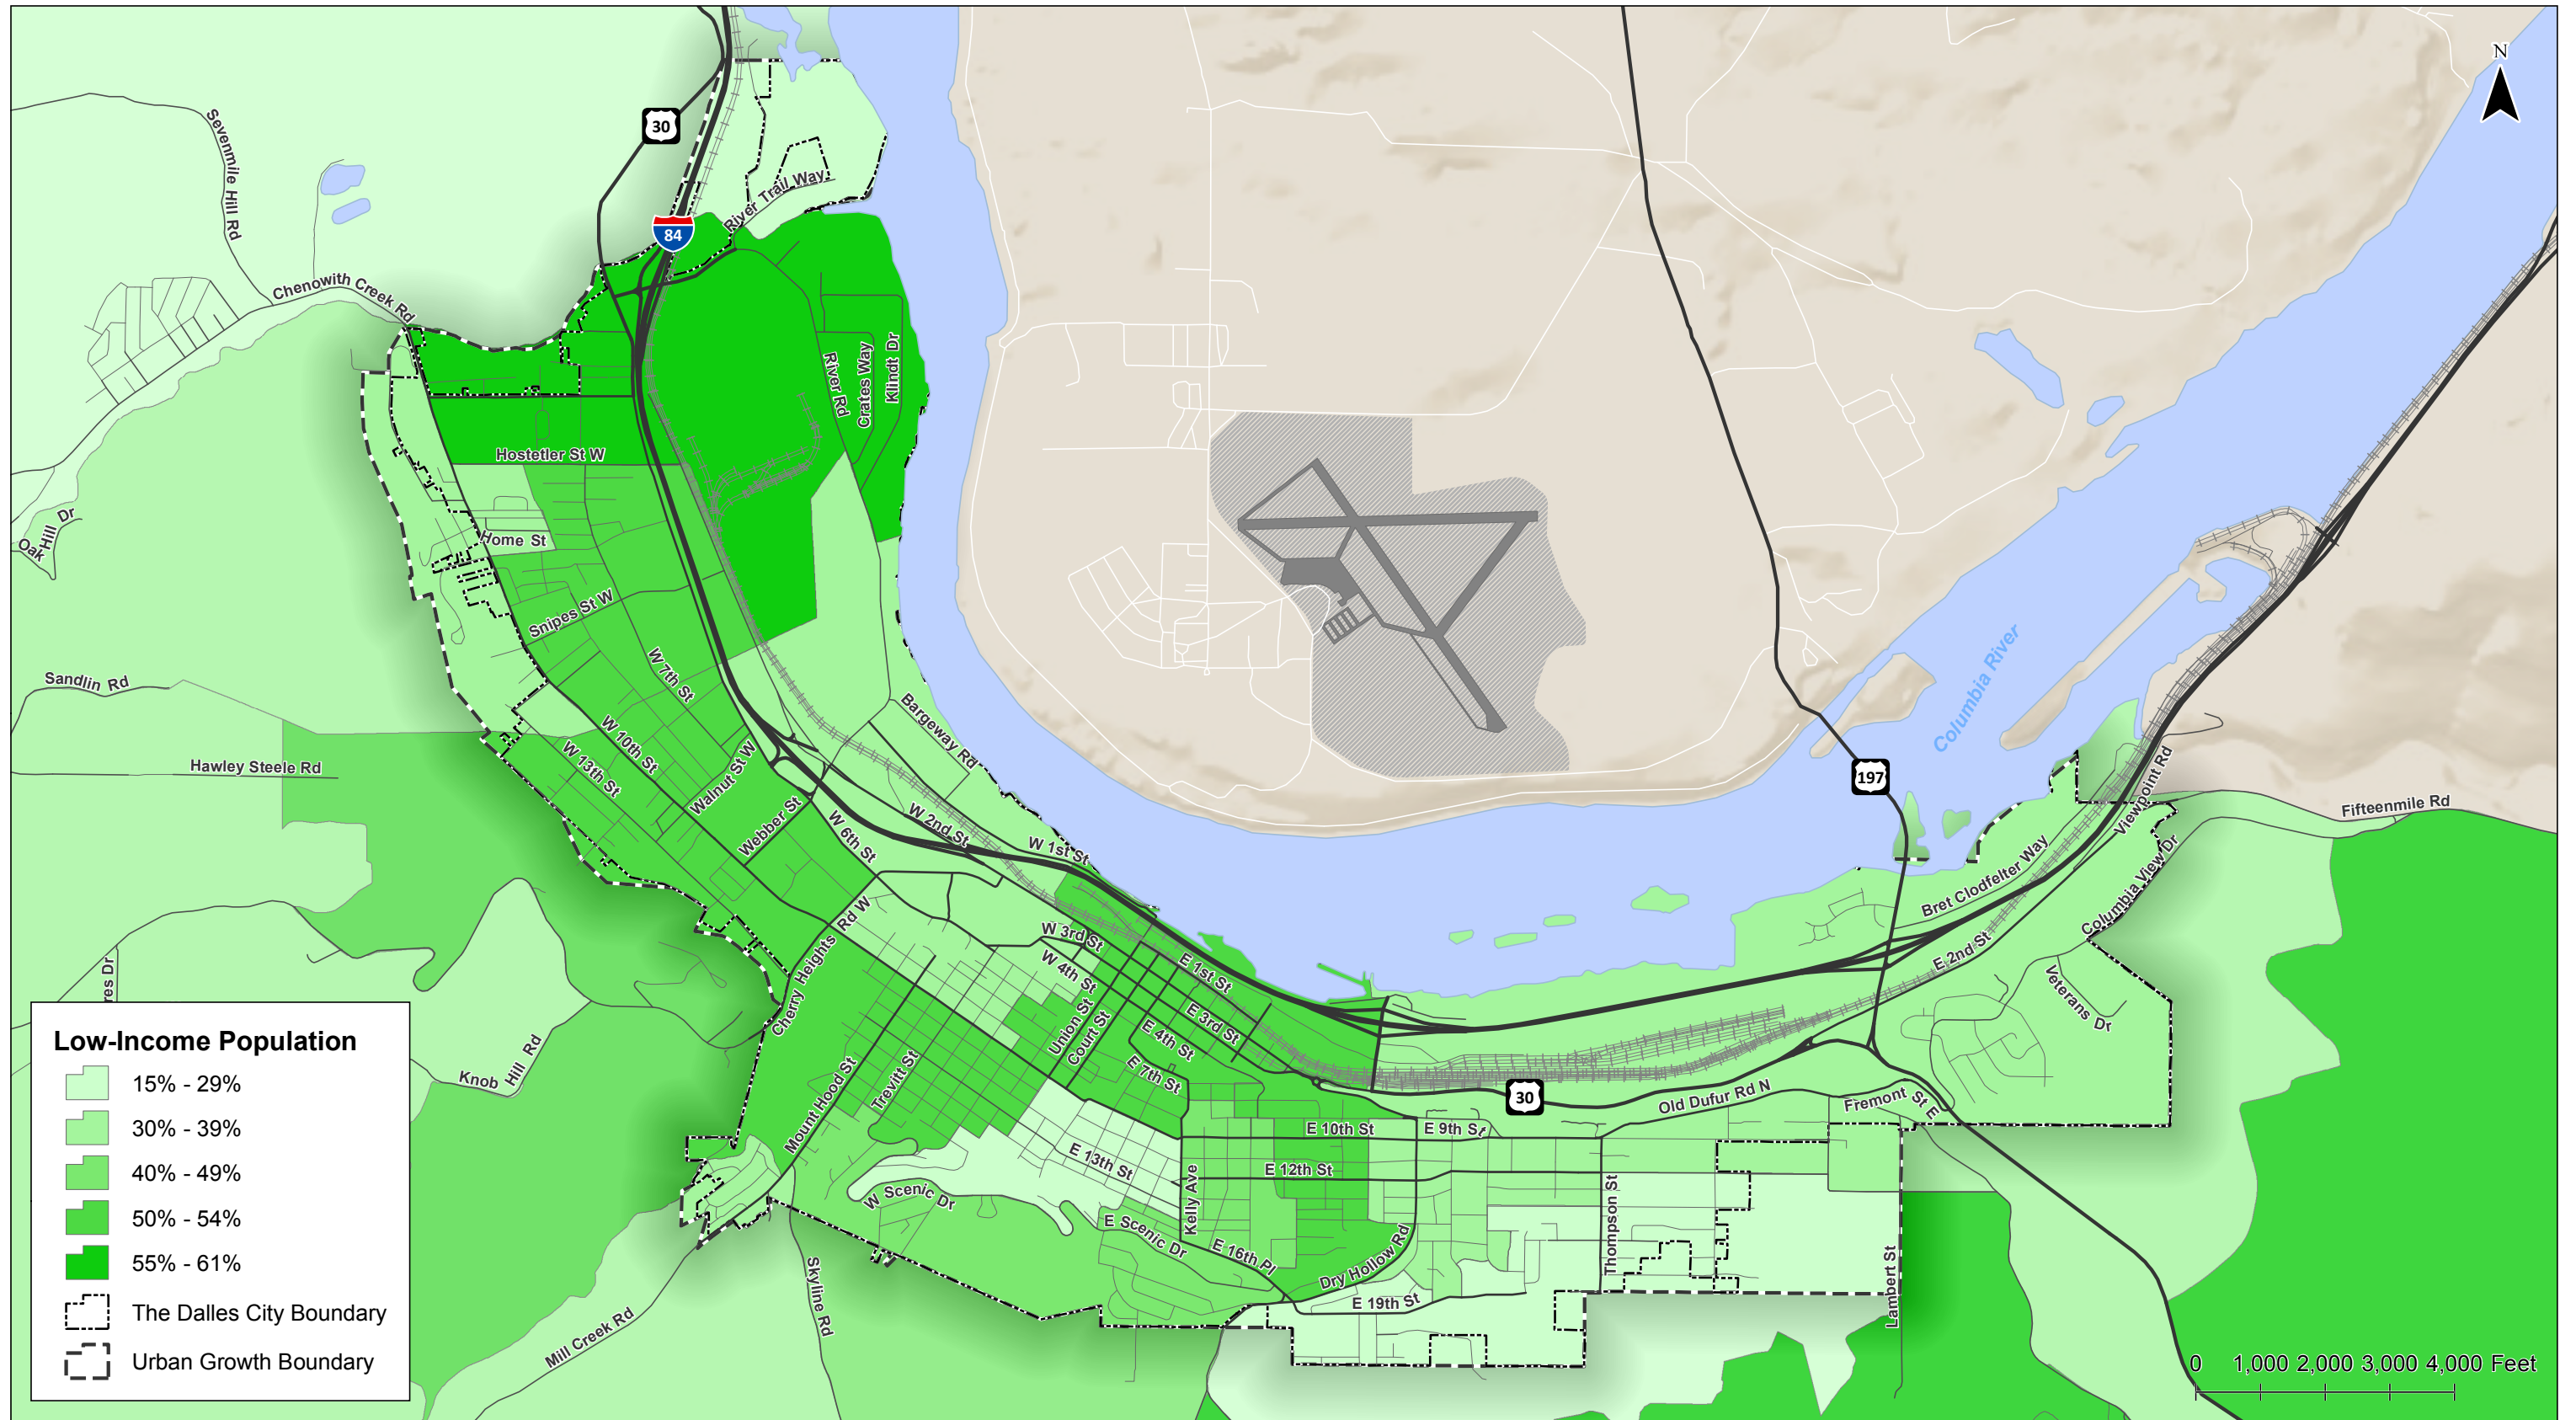 N
30
Sevenmile Hill Rd
River Trail Way
84
Chenowith Creek Rd
River Rd
Crates Way
Klindt Dr
Hostetler St W
Oak Hill Dr
Home St
Snipes St W
Columbia River
W 7th St
Sandlin Rd
Bargeway Rd
W 10th St
W 13th St
Hawley Steele Rd
Walnut St W
197
Viewpoint Rd
Fifteenmile Rd
Webber St
W 6th St
W 2nd St
W 1st St
Bret Clodfelter Way
Columbia View Dr
Cherry Heights Rd W
W 3rd St
W 4th St
E 1st St
E 2nd St
Veterans Dr
res Dr
Union St
Court St
E 3rd St
E 4th St
E 7th St
Knob Hill Rd
Mount Hood St
Trevitt St
30
Old Dufur Rd N
Fremont St E
E 10th St
E 9th St
E 13th St
E 12th St
W Scenic Dr
Kelly Ave
E Scenic Dr
E 16th Pl
Dry Hollow Rd
Thompson St
Lambert St
E 19th St
Skyline Rd
Mill Creek Rd
Low-Income Population
15% - 29%
30% - 39%
40% - 49%
50% - 54%
55% - 61%
The Dalles City Boundary
Urban Growth Boundary
0 1,000 2,000 3,000 4,000 Feet